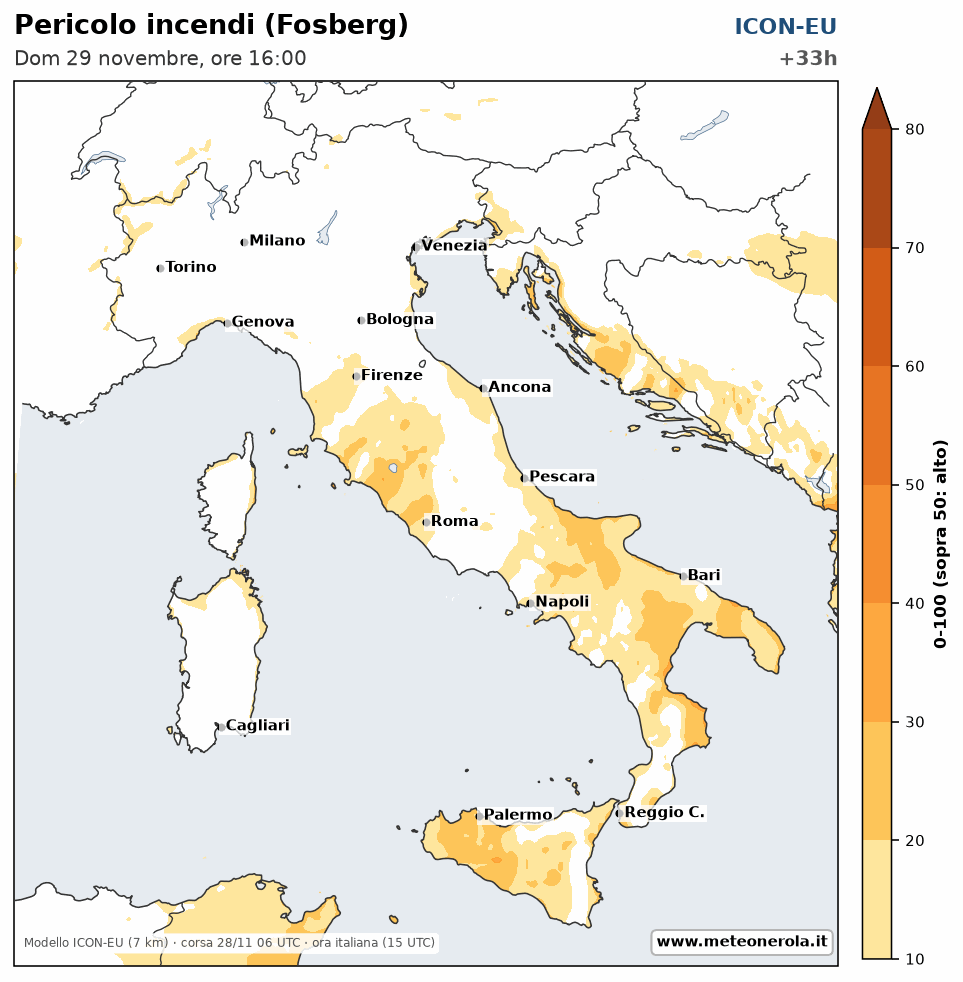 Pericolo incendi (Fosberg)
ICON-EU
Dom 29 novembre, ore 16:00
+33h
80
70
60
50
40
30
20
10
0-100 (sopra 50: alto)
Milano
Venezia
Torino
Genova
Bologna
Firenze
Ancona
Pescara
Roma
Bari
Napoli
Cagliari
Palermo
Reggio C.
Modello ICON-EU (7 km) · corsa 28/11 06 UTC · ora italiana (15 UTC)
www.meteonerola.it